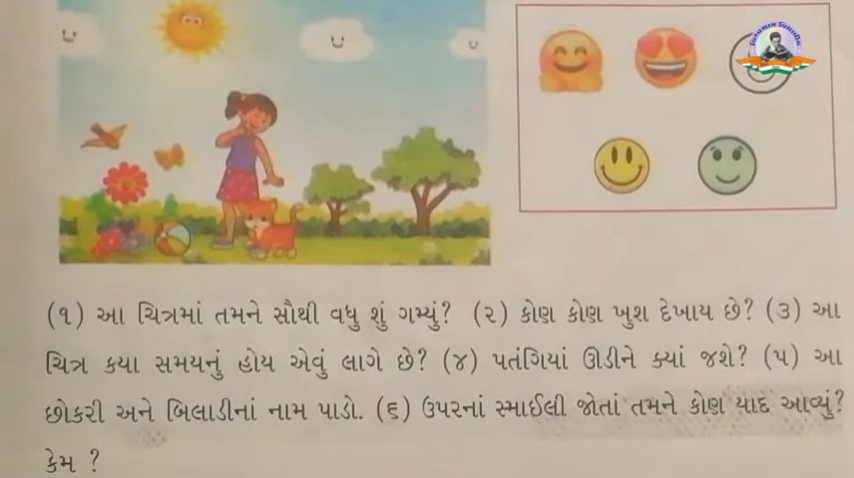 (૧) આ ચિત્રમાં તમને સૌથી વધુ શું ગમ્યું? (૨) કોણ કોણ ખુશ દેખાય છે? (૩) આ
ચિત્ર કયા સમયનું હોય એવું લાગે છે? (૪) પતંગિયાં ઊડીને ક્યાં જશે? (૫) આ
છોકરી અને બિલાડીનાં નામ પાડો. (૬) ઉપરનાં સ્માઈલી જોતાં તમને કોણ યાદ આવ્યું?
કેમ ?